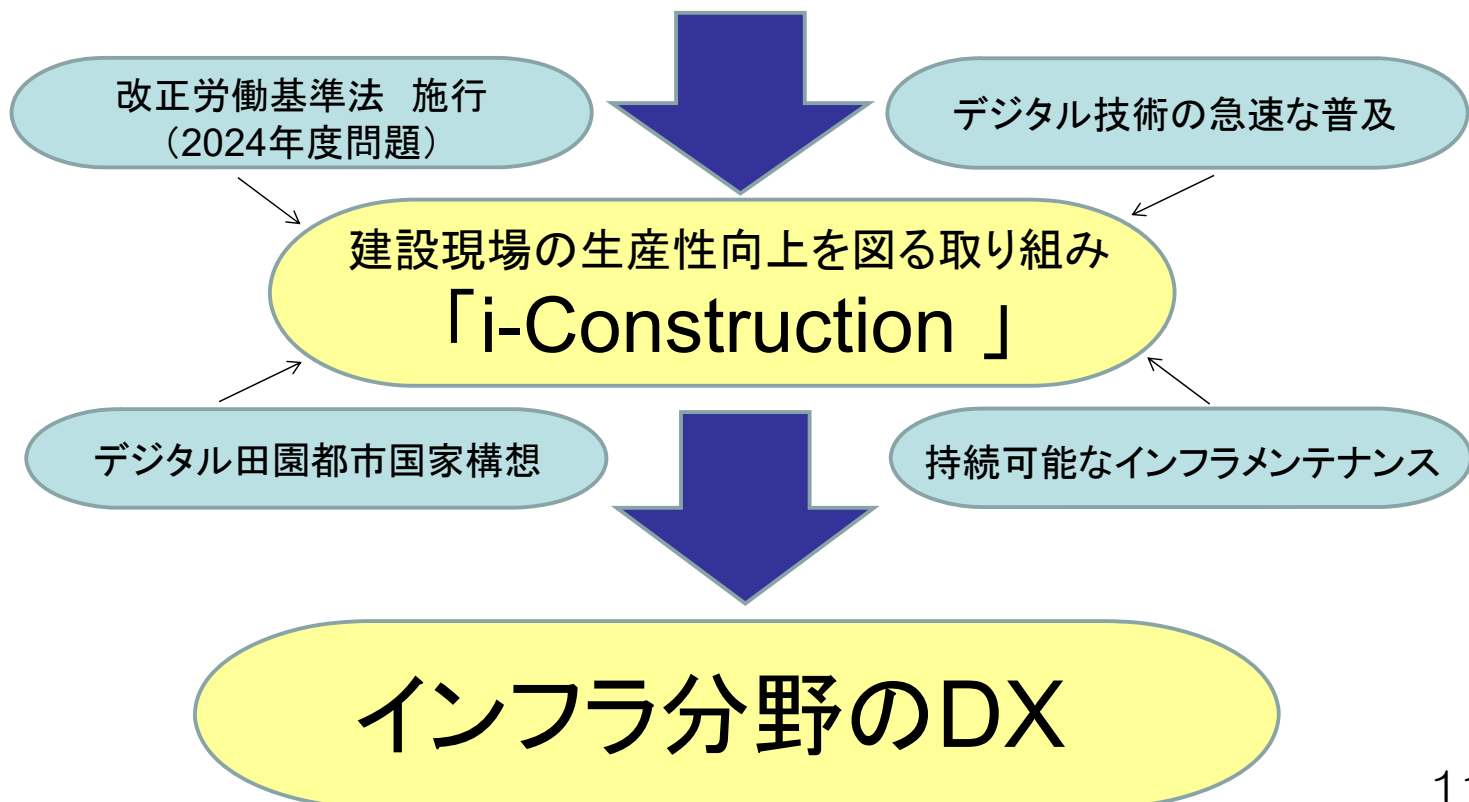 改正労働基準法　施行
（2024年度問題）
デジタル技術の急速な普及
建設現場の生産性向上を図る取り組み
「i-Construction 」
デジタル田園都市国家構想
持続可能なインフラメンテナンス
インフラ分野のDX